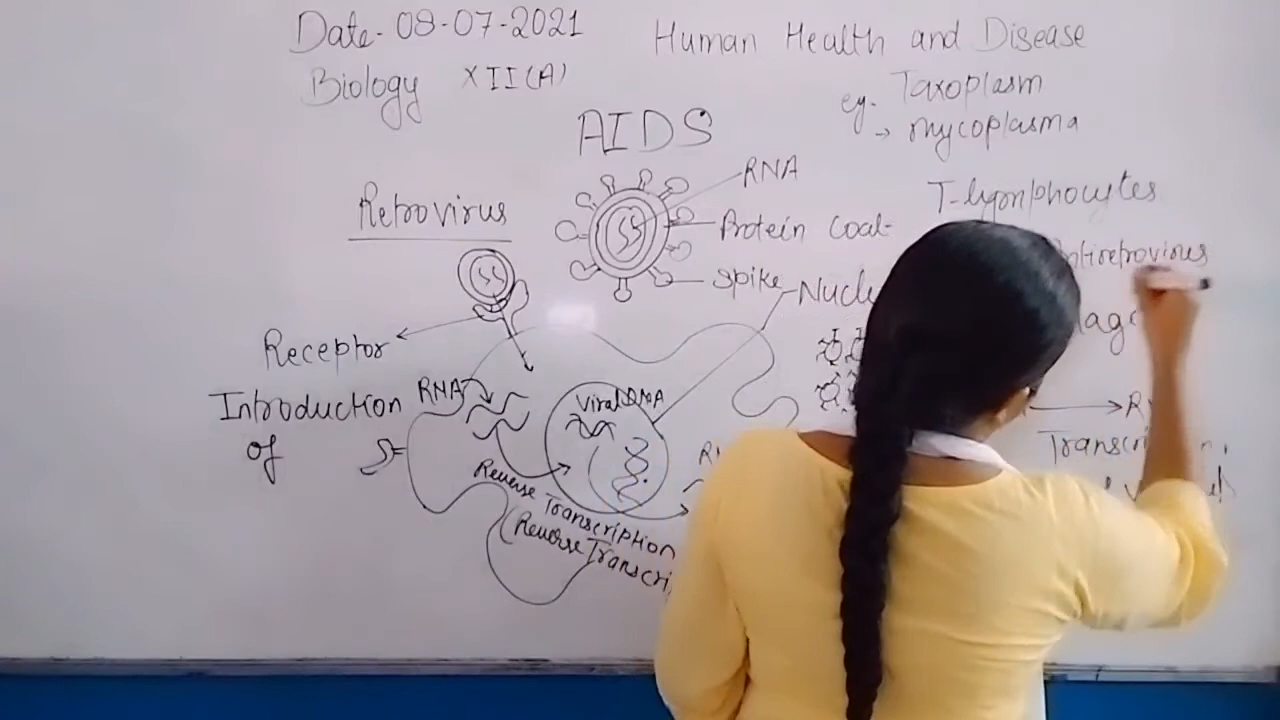 Date- 08-07-2021
Human Health and Disease
Biology XII(A)
eg. Taxoplasm
→ mycoplasma
AIDS
RNA
T-lymphocytes
Retrovirus
Protein coat
Spike
Receptor
RNA
Viral DNA
Introduction
of
Reverse Transcription
(Reverse